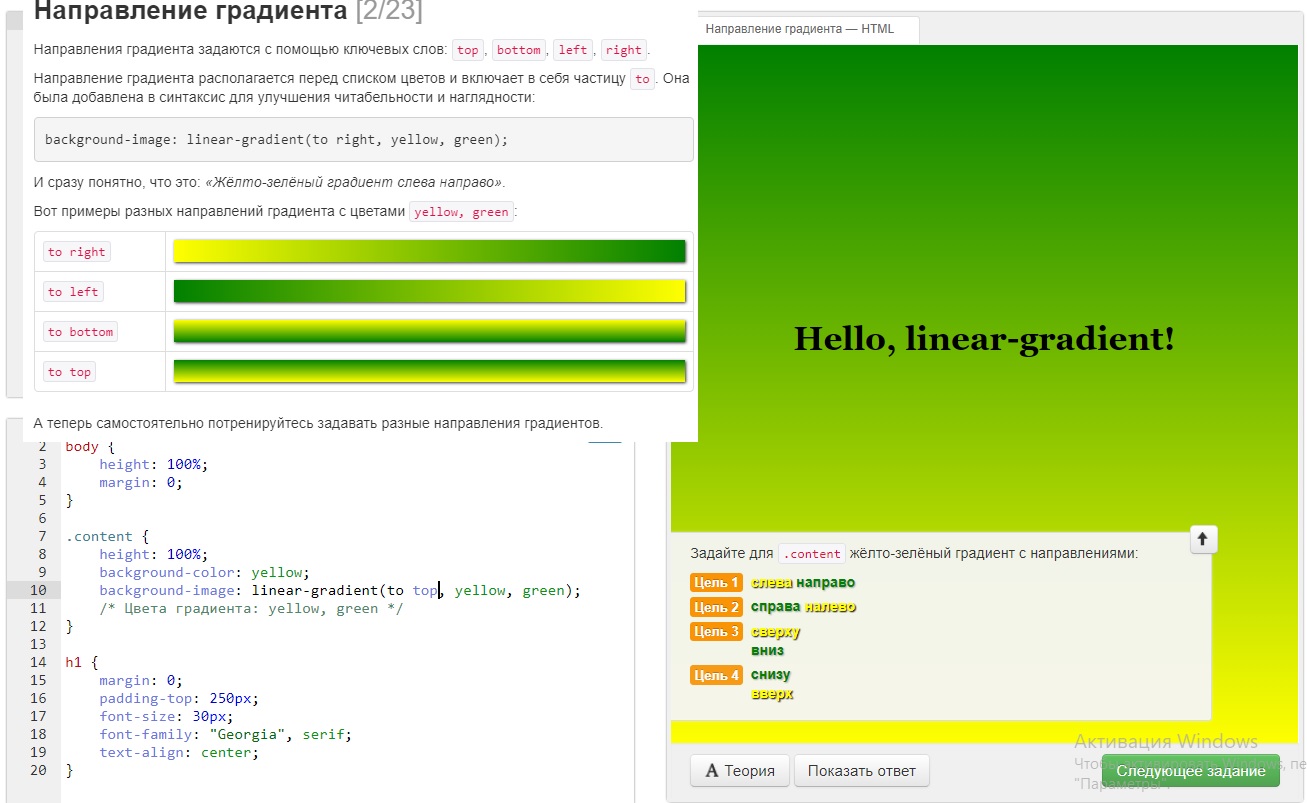 Направление градиента [2/23]
Направления градиента задаются с помощью ключевых слов: top, bottom, left, right.
Направление градиента располагается перед списком цветов и включает в себя частицу to. Она
была добавлена в синтаксис для улучшения читабельности и наглядности:
background-image: linear-gradient(to right, yellow, green);
И сразу понятно, что это: «Жёлто-зелёный градиент слева направо».
Вот примеры разных направлений градиента с цветами yellow, green:
to right
to left
to bottom
to top
А теперь самостоятельно потренируйтесь задавать разные направления градиентов.
2 body {
3 height: 100%;
4 margin: 0;
5 }
6
7 .content {
8 height: 100%;
9 background-color: yellow;
10 background-image: linear-gradient(to top, yellow, green);
11 /* Цвета градиента: yellow, green */
12 }
13
14 h1 {
15 margin: 0;
16 padding-top: 250px;
17 font-size: 30px;
18 font-family: "Georgia", serif;
19 text-align: center;
20 }
Направление градиента — HTML
Hello, linear-gradient!
Задайте для .content жёлто-зелёный градиент с направлениями:
Цель 1 слева направо
Цель 2 справа налево
Цель 3 сверху
вниз
Цель 4 снизу
вверх
A Теория
Показать ответ
Следующее задание
Активация Windows
"Параметры".